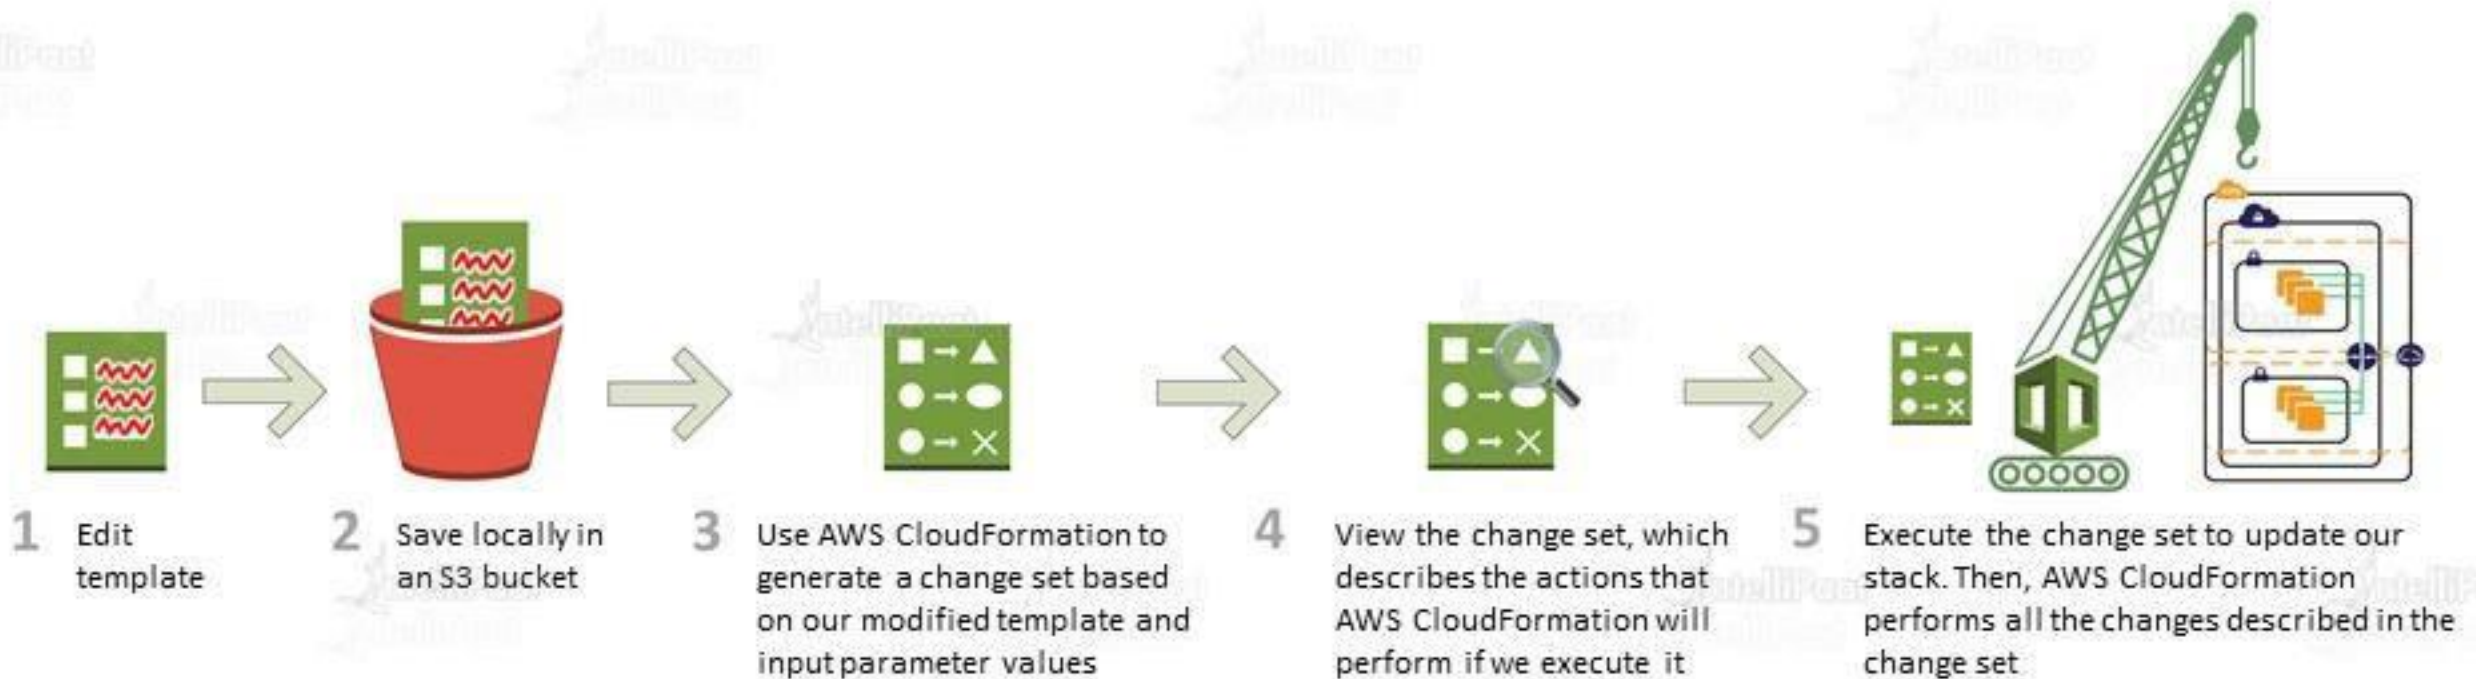 1 Edit
template
2 Save locally in
an S3 bucket
3 Use AWS CloudFormation to
generate a change set based
on our modified template and
input parameter values
4 View the change set, which
describes the actions that
AWS CloudFormation will
perform if we execute it
5 Execute the change set to update our
stack. Then, AWS CloudFormation
performs all the changes described in the
change set